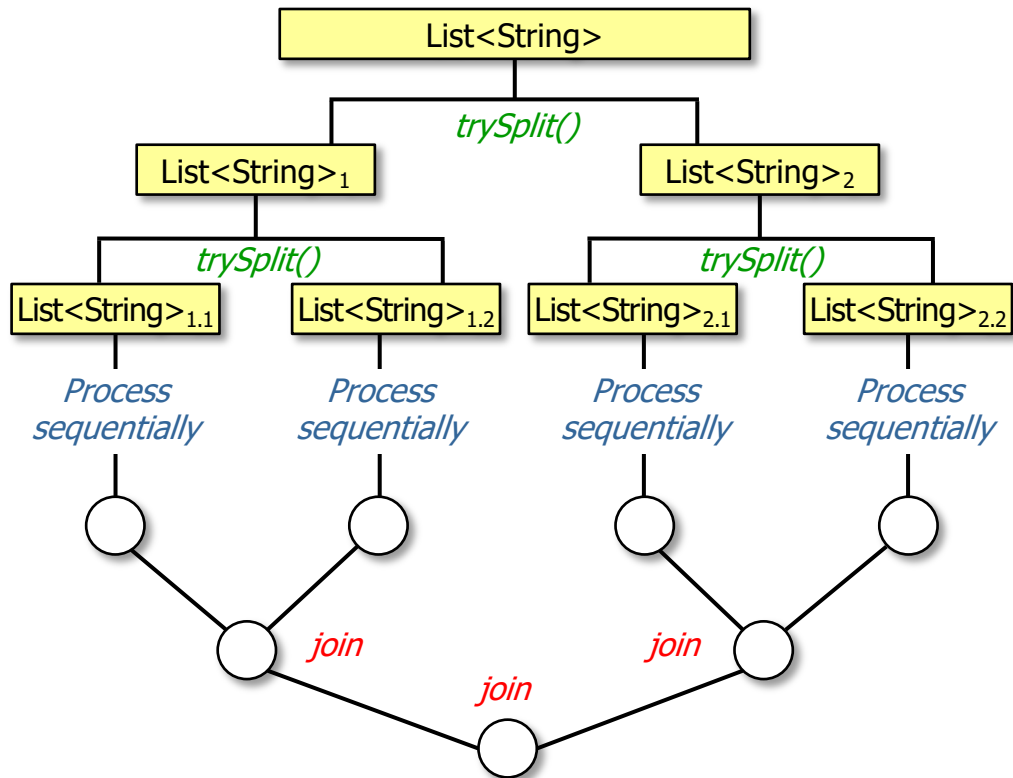 List<String>
trySplit()
List<String>1
List<String>2
trySplit()
trySplit()
List<String>1.1
List<String>1.2
List<String>2.1
List<String>2.2
Process
sequentially
Process
sequentially
Process
sequentially
Process
sequentially
join
join
join